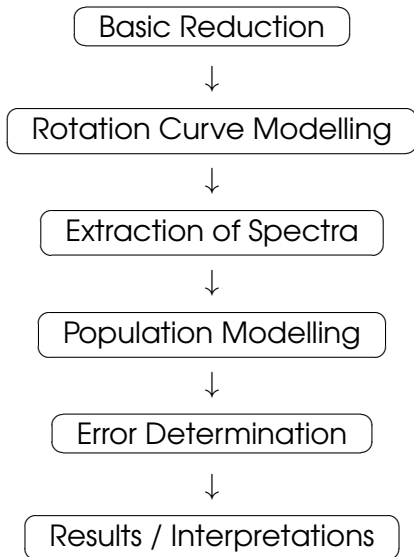 Basic Reduction
↓
Rotation Curve Modelling
↓
Extraction of Spectra
↓
Population Modelling
↓
Error Determination
↓
Results / Interpretations